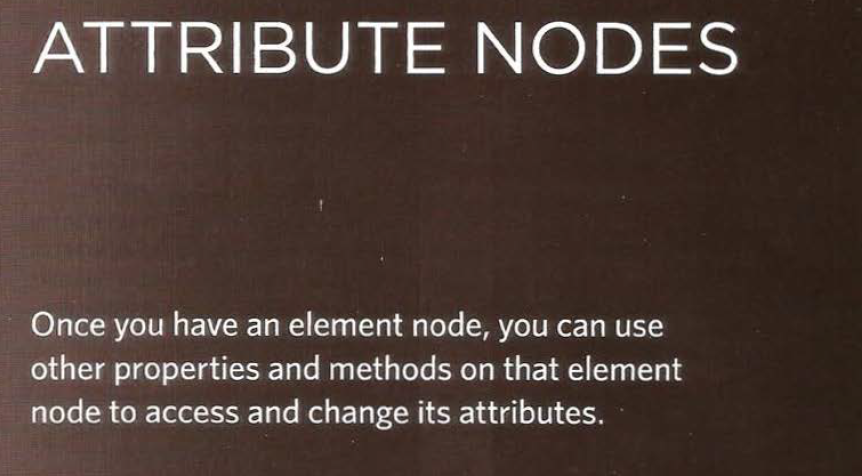 ATTRIBUTE NODES
Once you have an element node, you can use
other properties and methods on that element
node to access and change its attributes.